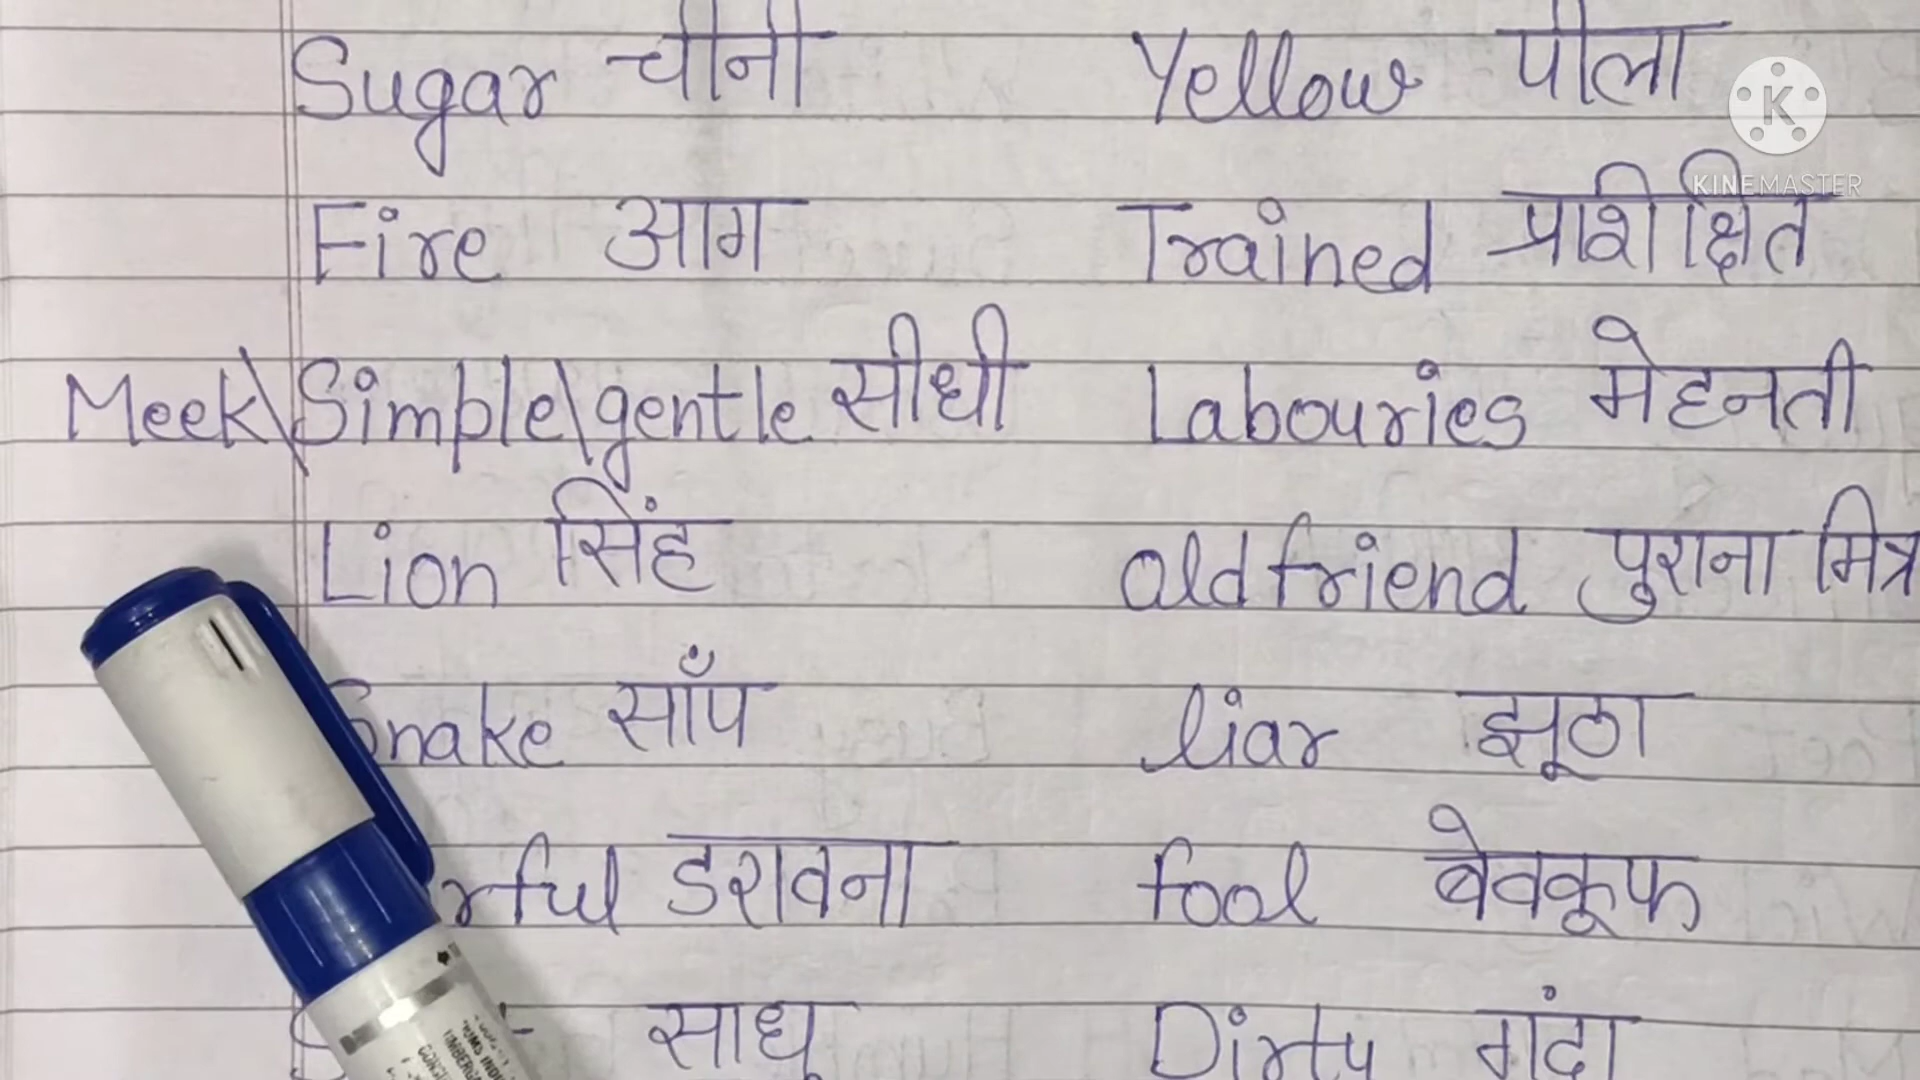 Sugar चीनी Yellow पीला
KINEMASTER
Fire आग Trained प्रशिक्षित
Meek\Simple\gentle सीधी Labouries मेहनती
Lion सिंह old friend पुराना मित्र
Snake साँप liar झूठा
rful डरावना fool बेवकूफ
साधू Dirty गंदा